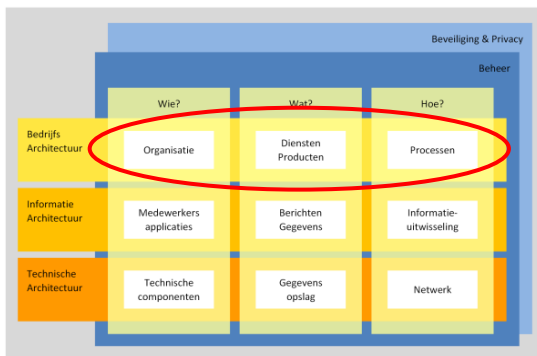 Beveiliging & Privacy
Beheer
Wie?
Wat?
Hoe?
Bedrijfs
Architectuur
Organisatie
Diensten
Producten
Processen
Informatie
Architectuur
Medewerkers
applicaties
Berichten
Gegevens
Informatie-
uitwisseling
Technische
Architectuur
Technische
componenten
Gegevens
opslag
Netwerk